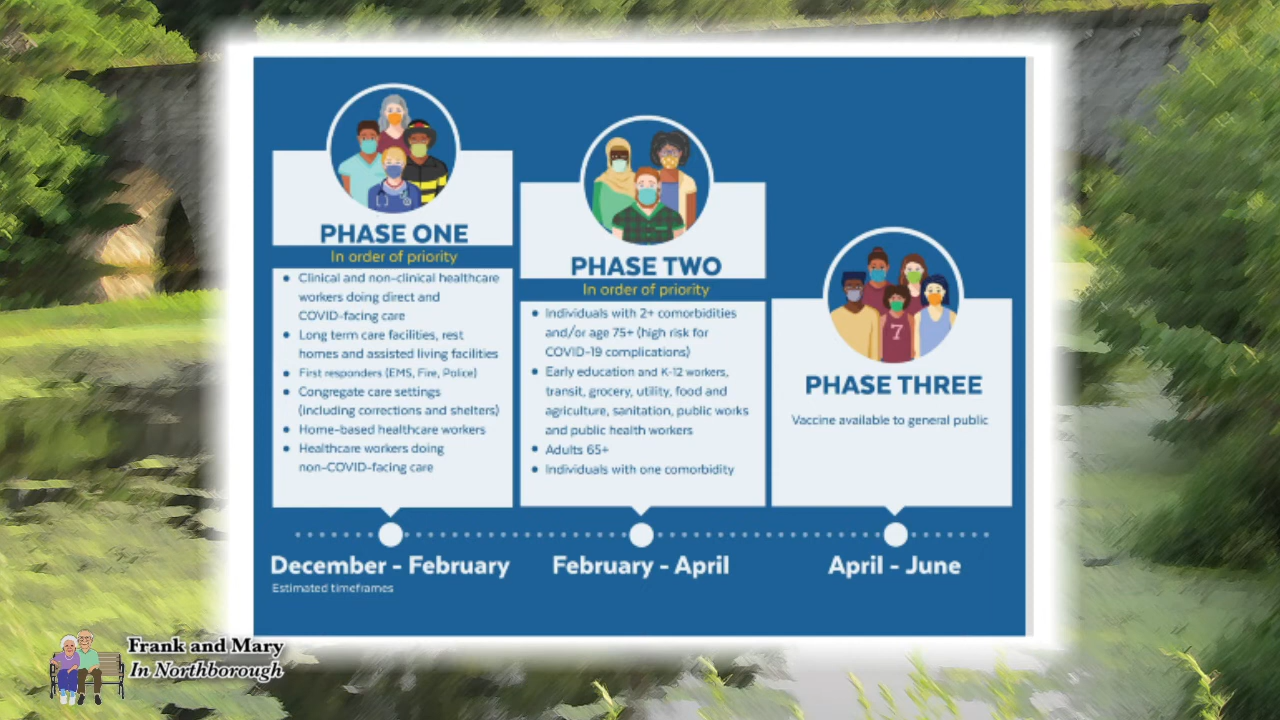 PHASE ONE
In order of priority
• Clinical and non-clinical healthcare
workers doing direct and
COVID-facing care
• Long term care facilities, rest
homes and assisted living facilities
• First responders (EMS, Fire, Police)
• Congregate care settings
(including corrections and shelters)
• Home-based healthcare workers
• Healthcare workers doing
non-COVID-facing care
PHASE TWO
In order of priority
• Individuals with 2+ comorbidities
and/or age 75+ (high risk for
COVID-19 complications)
• Early education and K-12 workers,
transit, grocery, utility, food and
agriculture, sanitation, public works
and public health workers
• Adults 65+
• Individuals with one comorbidity
7
PHASE THREE
Vaccine available to general public
December - February
Estimated timeframes
February - April
April - June
Frank and Mary
In Northborough